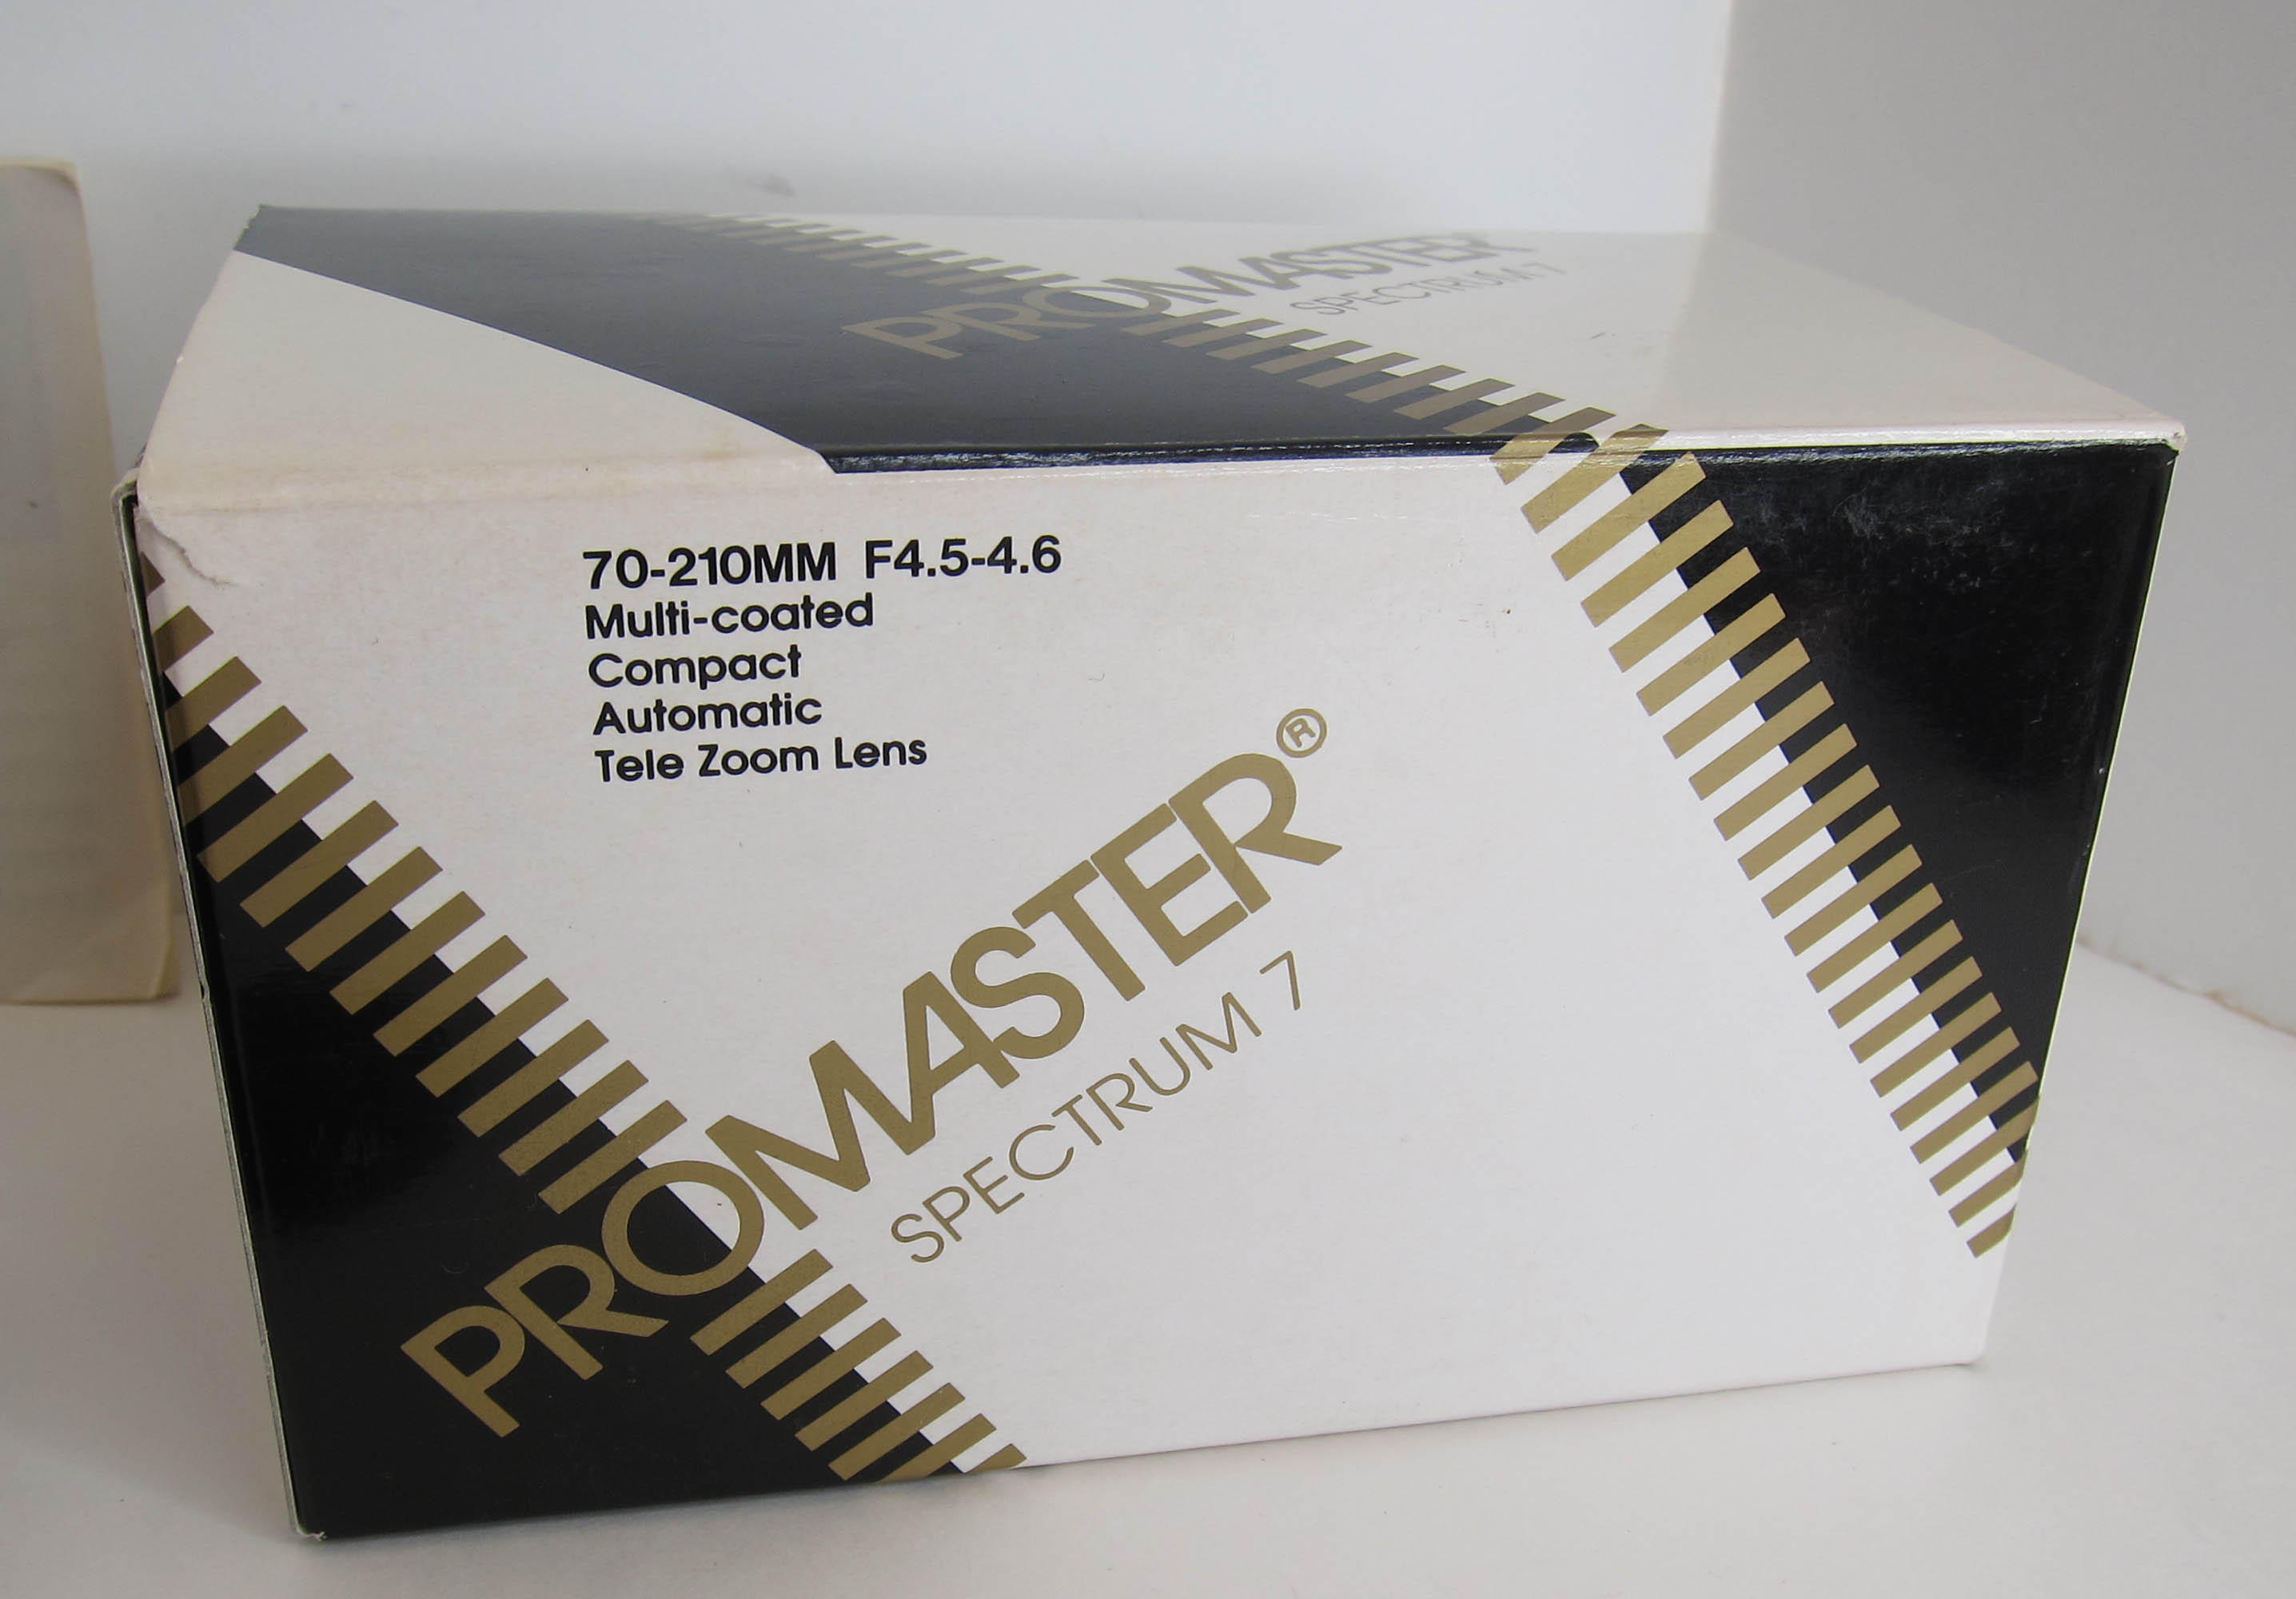 PROMASTER
SPECTRUM 7
70-210MM F4.5-4.6
Multi-coated
Compact
Automatic
Tele Zoom Lens
PROMASTER®
SPECTRUM 7